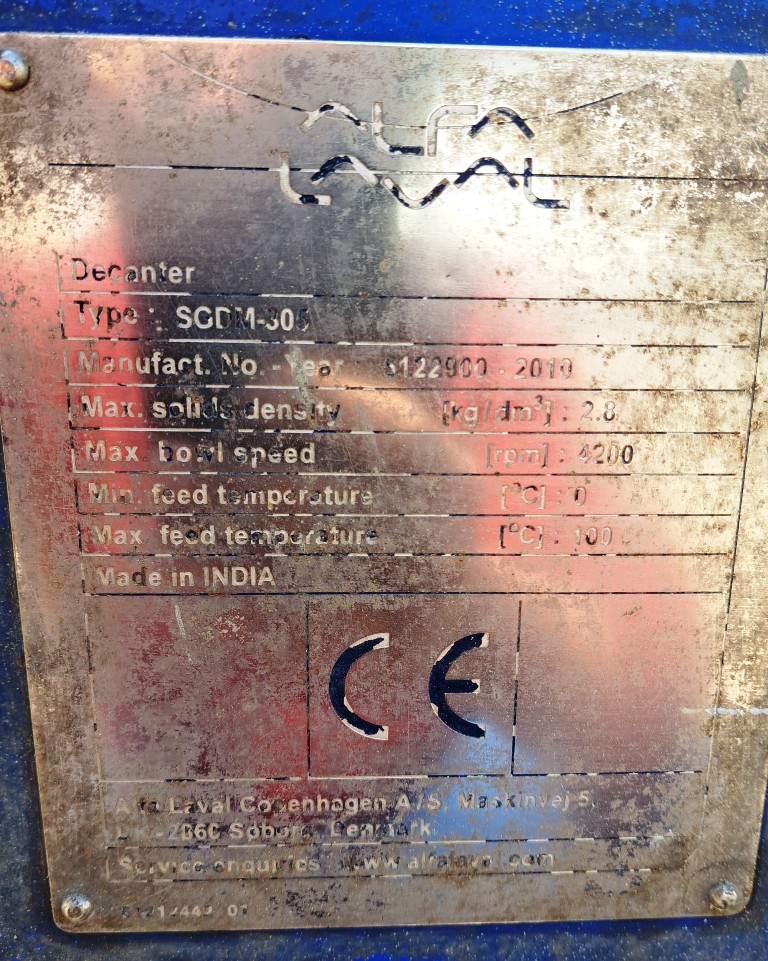 ALFA
LAVAL
Decanter
Type : SGDM-305
Manufact. No. - Year : 5122900 - 2010
Max. solids density [kg/dm³] : 2.8
Max. bowl speed [rpm] : 4200
Min. feed temperature [°C] : 0
Max. feed temperature [°C] : 100
Made in INDIA
CE
Alfa Laval Copenhagen A/S, Maskinvej 5,
DK-2860 Soborg, Denmark
Service enquiries : www.alfalaval.com